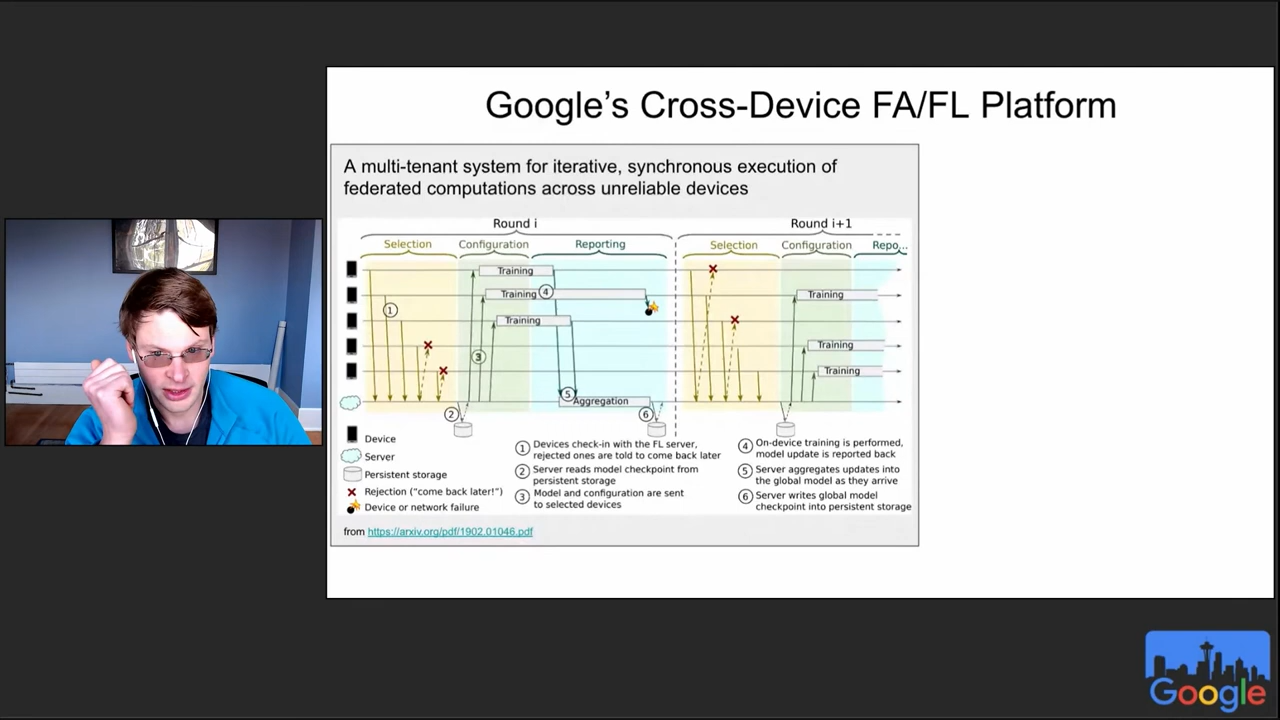 Google's Cross-Device FA/FL Platform
A multi-tenant system for iterative, synchronous execution of
federated computations across unreliable devices
Round i
Round i+1
Selection
Configuration
Reporting
Selection
Configuration
Repo...
Training
Training
4
Training
1
3
Training
Training
Training
5
Aggregation
2
6
Device
Server
Persistent storage
Rejection ("come back later!")
Device or network failure
1 Devices check-in with the FL server,
rejected ones are told to come back later
2 Server reads model checkpoint from
persistent storage
3 Model and configuration are sent
to selected devices
4 On-device training is performed,
model update is reported back
5 Server aggregates updates into
the global model as they arrive
6 Server writes global model
checkpoint into persistent storage
from https://arxiv.org/pdf/1902.01046.pdf
Google